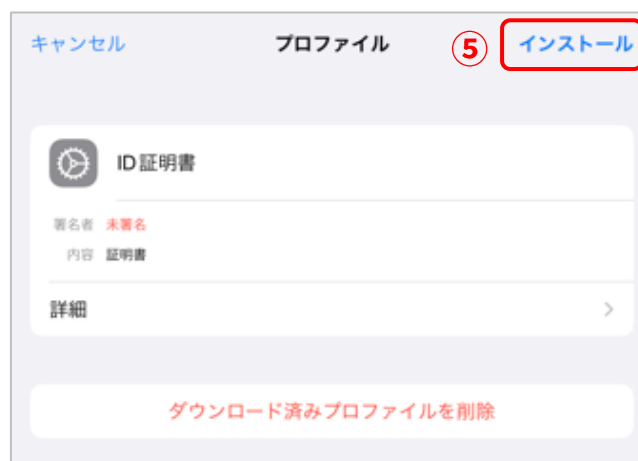 キャンセル プロファイル ⑤ インストール
ID証明書
署名者 未署名
内容 証明書
詳細
ダウンロード済みプロファイルを削除